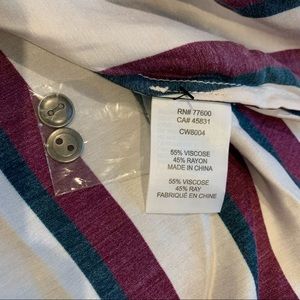 RN# 77600
CA# 45831
CW8004
55% VISCOSE
45% RAYON
MADE IN CHINA
55% VISCOSE
45% RAY
FABRIQUÉ EN CHINE